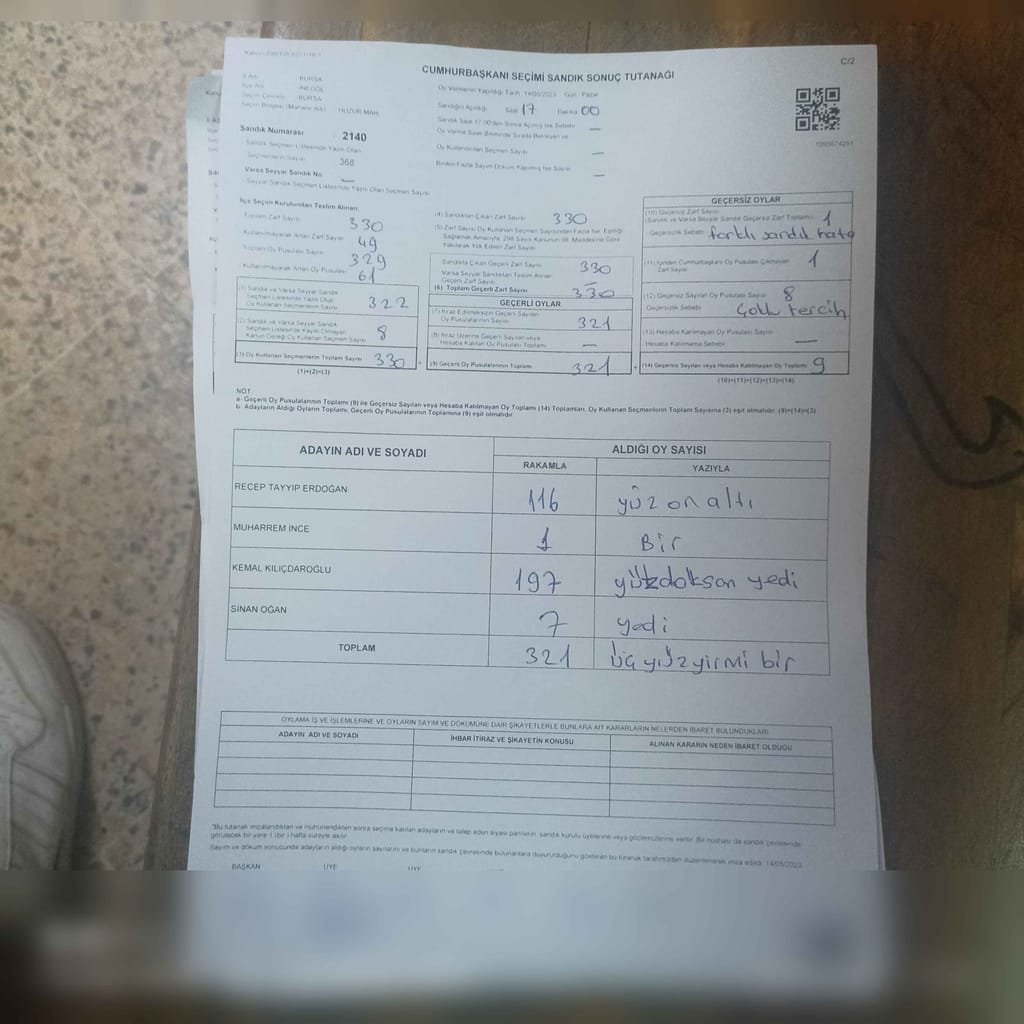 CUMHURBAŞKANI SEÇİMİ SANDIK SONUÇ TUTANAĞI
C/2
BURSA
İNEGÖL
BURSA
HUZUR MAH
Oy Vermenin Yapıldığı Tarih: 14/05/2023 Gün: Pazar
Sandığın Açıldığı Saat 17 Dakika 00
Sandık Numarası 2140
Sandık Seçmen Listesinde Yazılı Olan
Seçmenlerin Sayısı 368
Varsa Seyyar Sandık No —
Seyyar Sandık Seçmen Listesinde Yazılı Olan Seçmen Sayısı
Oy Kullandırılan Seçmen Sayısı —
1093674291
İlçe Seçim Kurulundan Teslim Alınan
Toplam Zarf Sayısı 330
Kullanılmayarak Artan Zarf Sayısı 49
Toplam Oy Pusulası Sayısı 329
Kullanılmayarak Artan Oy Pusulası 61
(1) Sandık ve Varsa Seyyar Sandık
Seçmen Listesinde Yazılı Olup
Oy Kullanan Seçmenlerin Sayısı 322
(2) Sandık ve Varsa Seyyar Sandık
Seçmen Listesinde Kayıtlı Olmayan
Kanun Gereği Oy Kullanan Seçmen Sayısı 8
(3) Oy Kullanan Seçmenlerin Toplam Sayısı 330
(1)+(2)=(3)
(4) Sandıktan Çıkan Zarf Sayısı 330
(5) Zarf Sayısı Oy Kullanan Seçmen Sayısından Fazla İse, Eşitliği
Sağlamak Amacıyla, 298 Sayılı Kanunun 98. Maddesine Göre
Yakılarak Yok Edilen Zarf Sayısı
Sandıkta Çıkan Geçerli Zarf Sayısı 330
Varsa Seyyar Sandıktan Teslim Alınan
Geçerli Zarf Sayısı —
(6) Toplam Geçerli Zarf Sayısı 330
GEÇERLİ OYLAR
(7) İtiraz Edilmeksizin Geçerli Sayılan
Oy Pusulalarının Sayısı 321
(8) İtiraz Üzerine Geçerli Sayılan veya
Hesaba Katılan Oy Pusulası Toplamı —
(9) Geçerli Oy Pusulalarının Toplamı 321
GEÇERSİZ OYLAR
(10) Geçersiz Zarf Sayısı
(Sandık ve Varsa Seyyar Sandık Geçersiz Zarf Toplamı) 1
Geçersizlik Sebebi farklı sandık hata
(11) İçinden Cumhurbaşkanı Oy Pusulası Çıkmayan
Zarf Sayısı 1
(12) Geçersiz Sayılan Oy Pusulası Sayısı 8
Geçersizlik Sebebi Çoklu tercih
(13) Hesaba Katılmayan Oy Pusulası Sayısı —
Hesaba Katılmama Sebebi
(14) Geçersiz Sayılan veya Hesaba Katılmayan Oy Toplamı 9
(10)+(11)+(12)+(13)=(14)
NOT:
a- Geçerli Oy Pusulalarının Toplamı (9) ile Geçersiz Sayılan veya Hesaba Katılmayan Oy Toplamı (14) Toplamları, Oy Kullanan Seçmenlerin Toplam Sayısına (3) eşit olmalıdır. (9)+(14)=(3)
b- Adayların Aldığı Oyların Toplamı, Geçerli Oy Pusulalarının Toplamına (9) eşit olmalıdır.
ADAYIN ADI VE SOYADI ALDIĞI OY SAYISI
RAKAMLA YAZIYLA
RECEP TAYYİP ERDOĞAN 116 yüz on altı
MUHARREM İNCE 1 Bir
KEMAL KILIÇDAROĞLU 197 yüzdoksan yedi
SİNAN OĞAN 7 yedi
TOPLAM 321 üçyüzyirmi bir
OYLAMA İŞ VE İŞLEMLERİNE VE OYLARIN SAYIM VE DÖKÜMÜNE DAİR ŞİKAYETLERLE BUNLARA AİT KARARLARIN NELERDEN İBARET BULUNDUKLARI
ADAYIN ADI VE SOYADI İHBAR İTİRAZ VE ŞİKAYETİN KONUSU ALINAN KARARIN NEDEN İBARET OLDUĞU
"Bu tutanak imzalandıktan ve mühürlendikten sonra seçime katılan adayların ve talep eden siyasi partilerin sandık kurulu üyelerine veya gözlemcilerine verilir. Bir nüshası da sandık çevresinde
görülecek bir yere 1 (bir) hafta süreyle asılır.
Sayım ve döküm sonucunda adayların aldığı oyların sayılarını ve bunların sandık çevresinde bulunanlara duyurulduğunu gösteren bu tutanak tarafımızdan düzenlenerek imza edildi. 14/05/2023
BAŞKAN ÜYE ÜYE